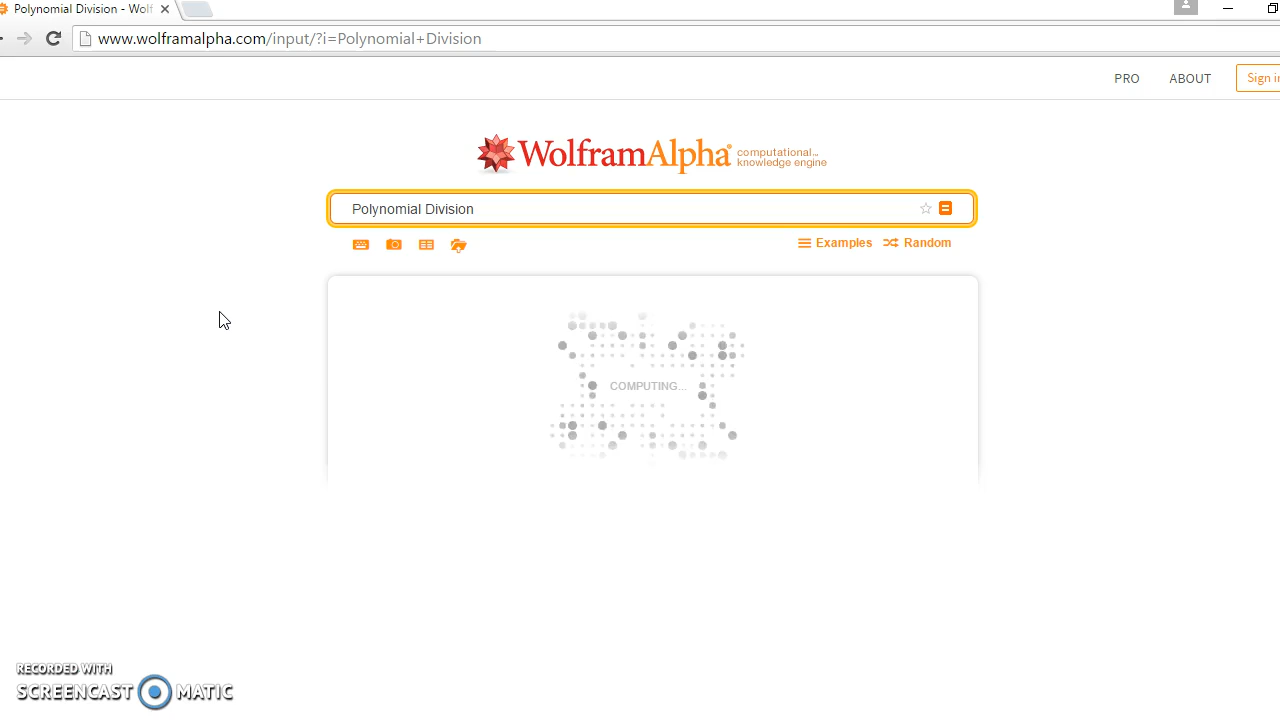 Polynomial Division - Wolf
www.wolframalpha.com/input/?i=Polynomial+Division
PRO ABOUT Sign in
WolframAlpha computational...
knowledge engine
Polynomial Division
Examples Random
COMPUTING...
RECORDED WITH
SCREENCAST MATIC